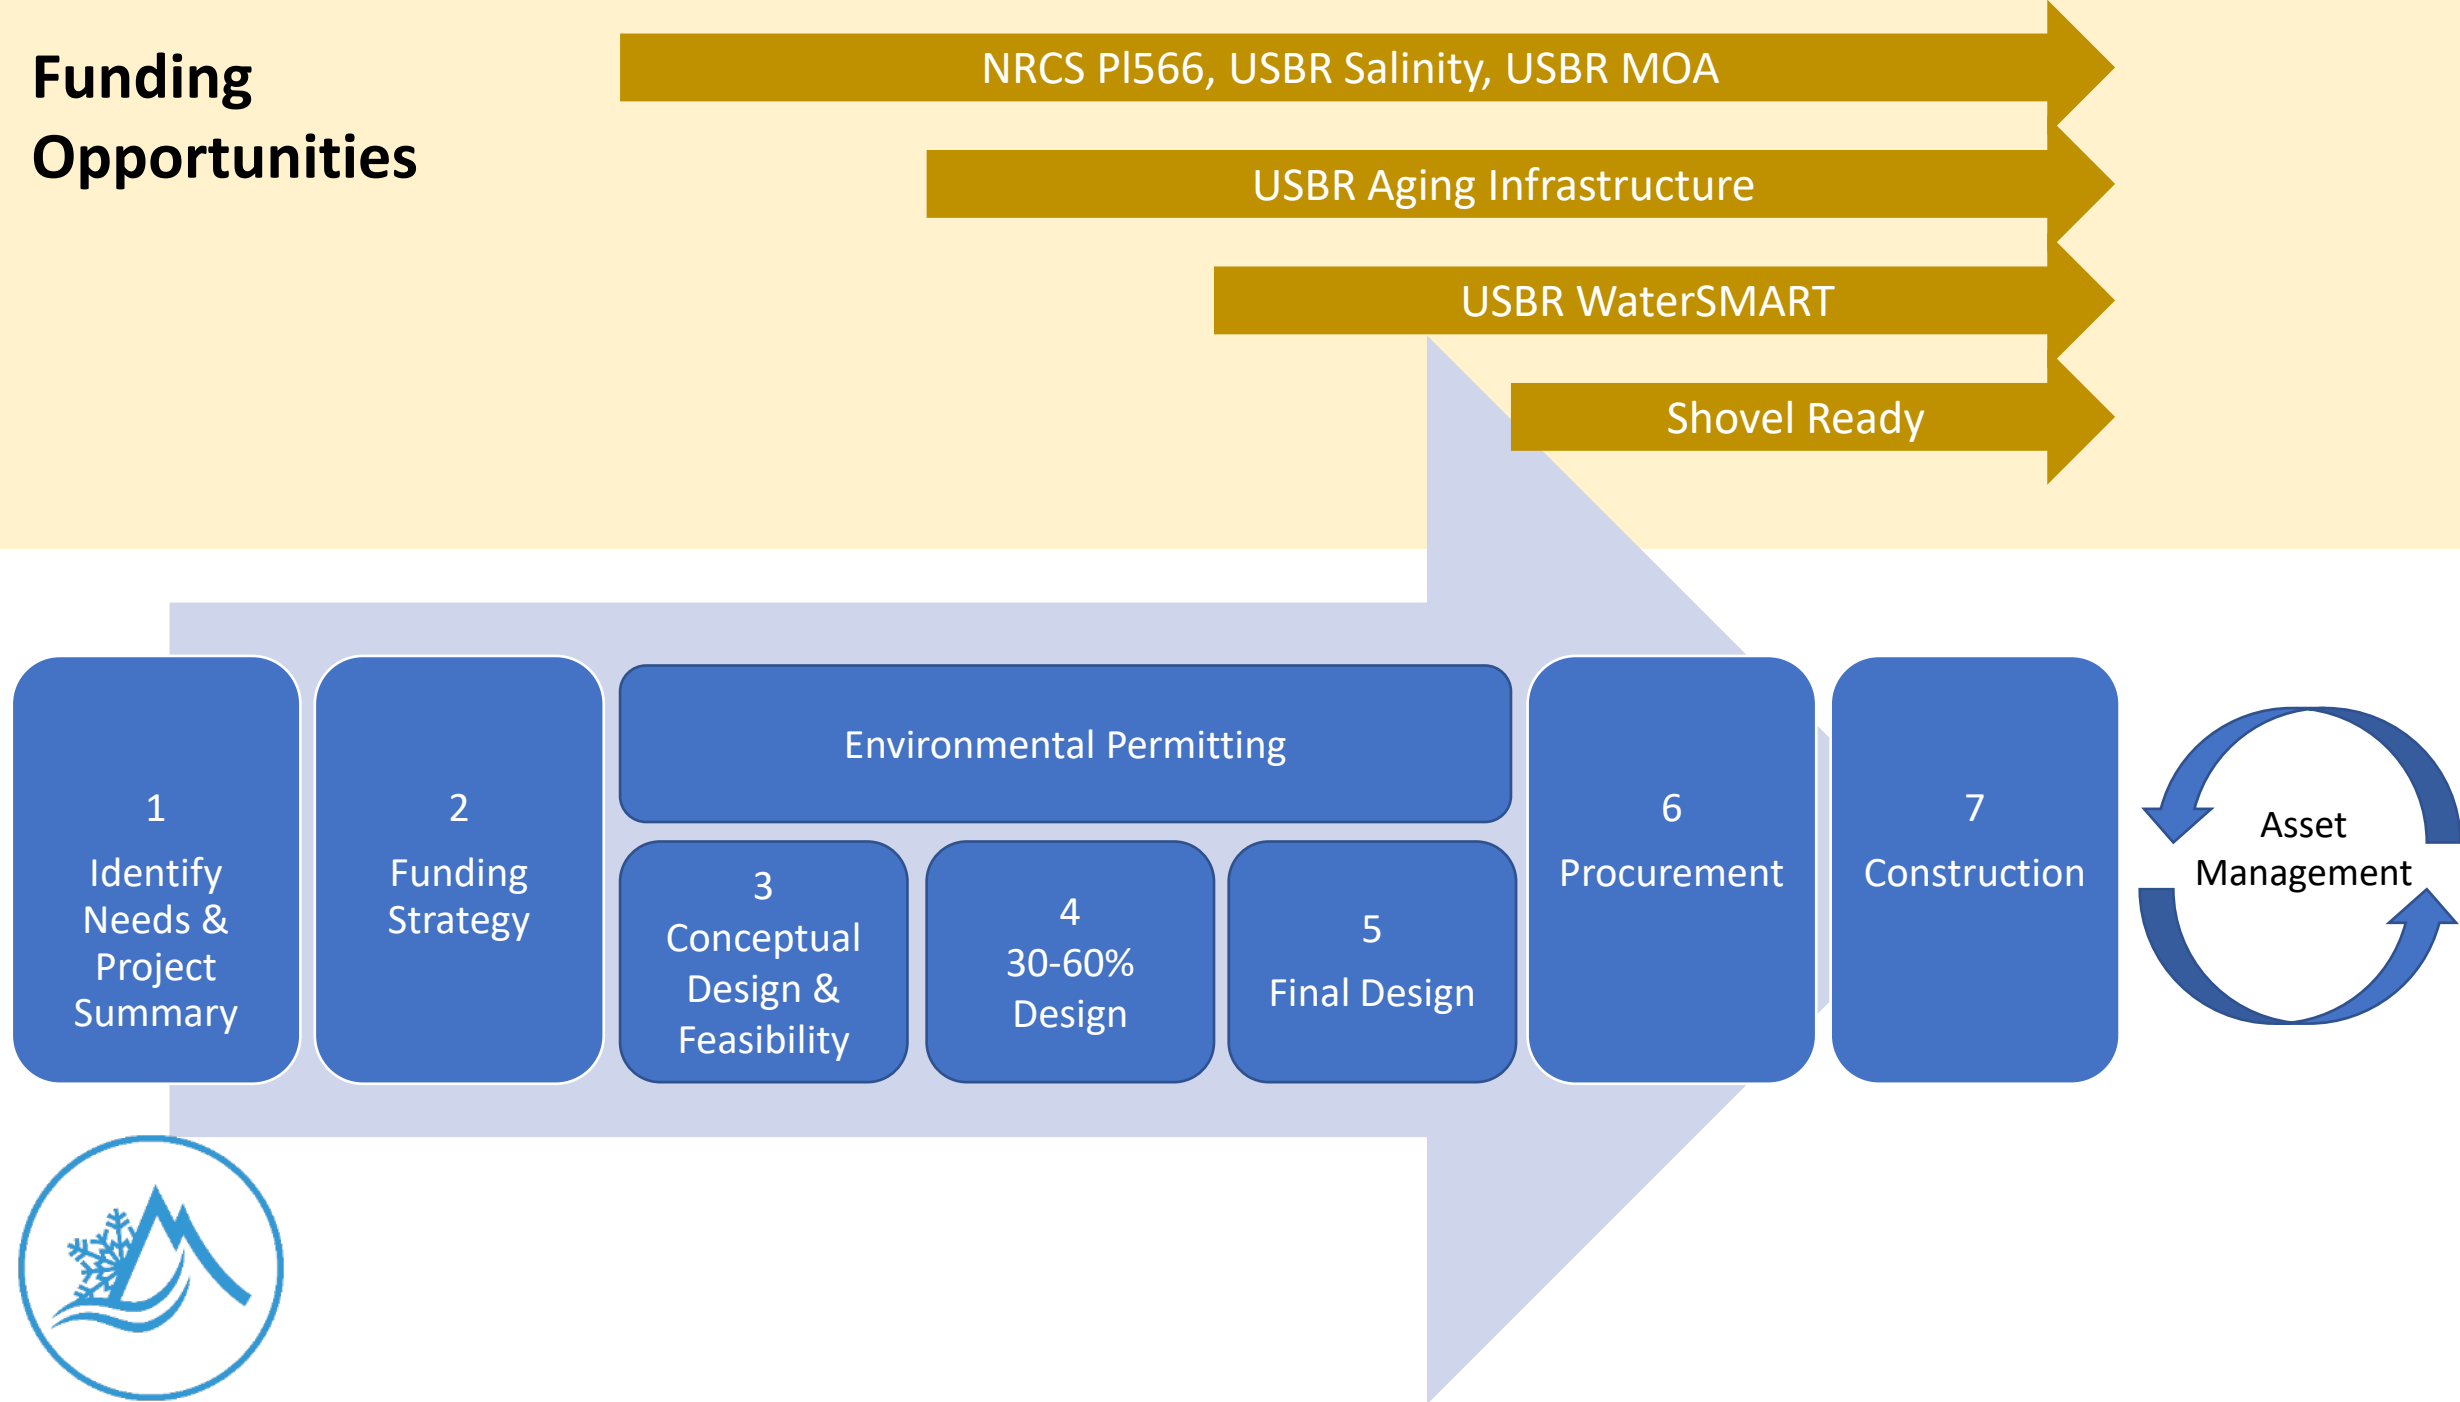 Funding
Opportunities
NRCS Pl566, USBR Salinity, USBR MOA
USBR Aging Infrastructure
USBR WaterSMART
Shovel Ready
1
Identify
Needs &
Project
Summary
2
Funding
Strategy
Environmental Permitting
3
Conceptual
Design &
Feasibility
4
30-60%
Design
5
Final Design
6
Procurement
7
Construction
Asset
Management